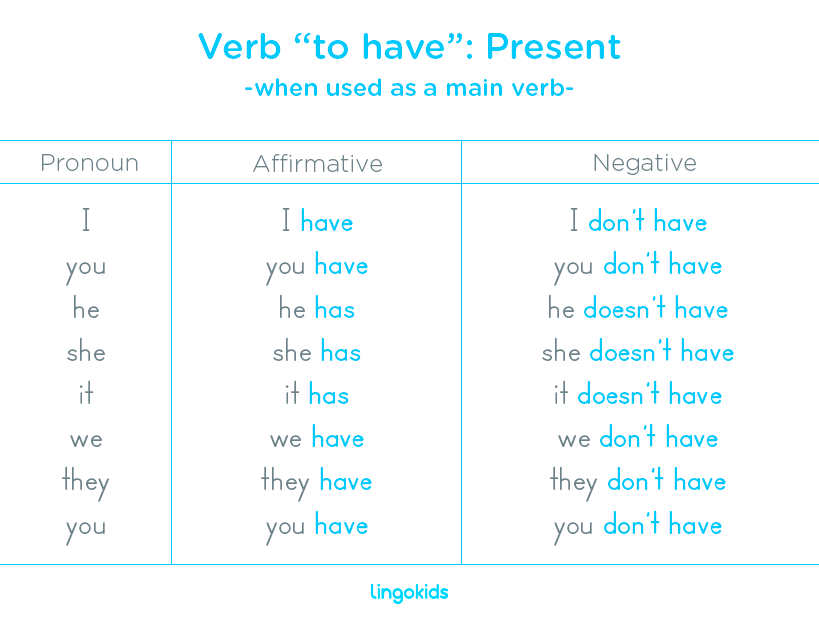 Verb “to have”: Present
-when used as a main verb-
Pronoun Affirmative Negative
I I have I don't have
you you have you don't have
he he has he doesn't have
she she has she doesn't have
it it has it doesn't have
we we have we don't have
they they have they don't have
you you have you don't have
lingokids